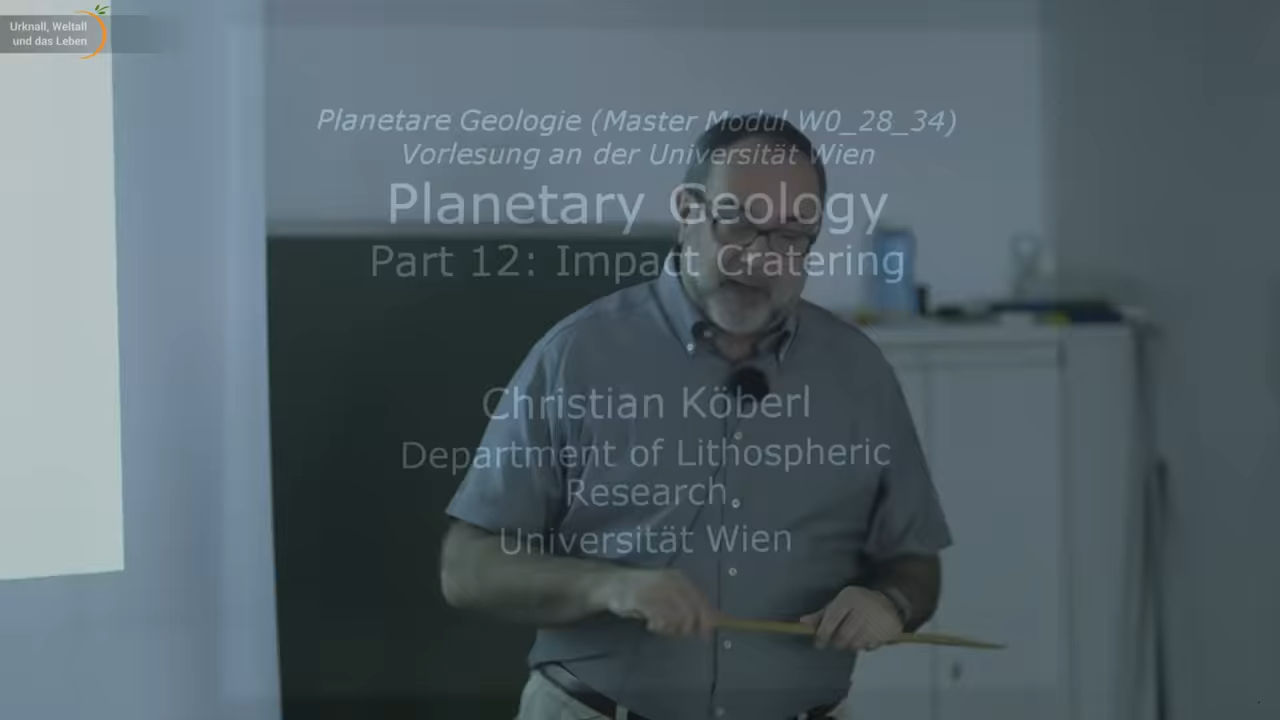 Urknall, Weltall
und das Leben
Planetare Geologie (Master Modul W0_28_34)
Vorlesung an der Universität Wien
Planetary Geology
Part 12: Impact Cratering
Christian Köberl
Department of Lithospheric
Research,
Universität Wien